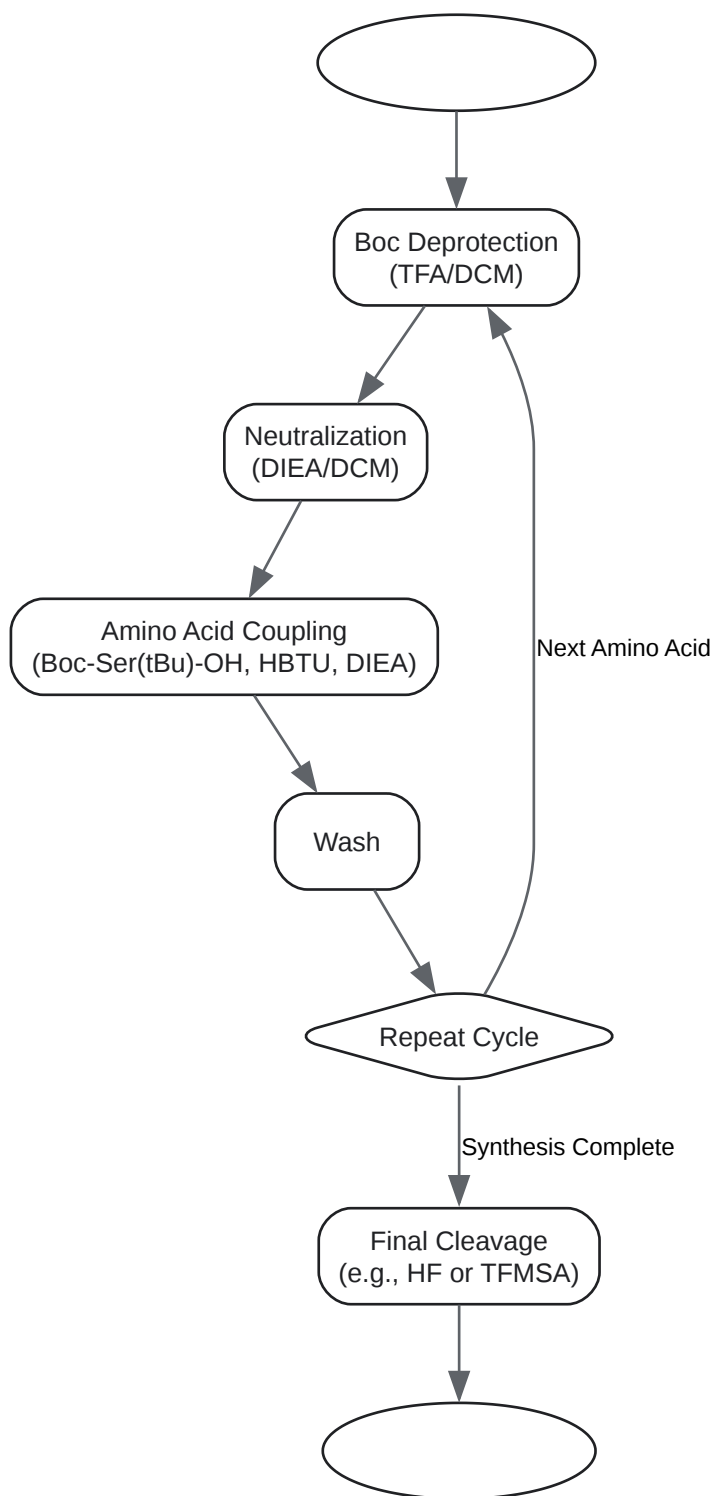 Boc Deprotection
(TFA/DCM)
Neutralization
(DIEA/DCM)
Amino Acid Coupling
(Boc-Ser(tBu)-OH, HBTU, DIEA)
Next Amino Acid
Wash
Repeat Cycle
Synthesis Complete
Final Cleavage
(e.g., HF or TFMSA)